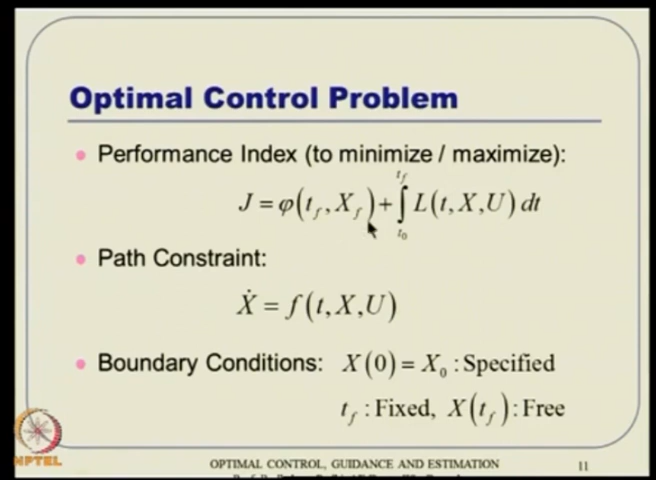 Optimal Control Problem
Performance Index (to minimize / maximize):
J = φ(t_f, X_f) + ∫_{t_0}^{t_f} L(t, X, U) dt
Path Constraint:
Ẋ = f(t, X, U)
Boundary Conditions: X(0) = X_0 : Specified
t_f : Fixed, X(t_f) : Free
NPTEL
OPTIMAL CONTROL, GUIDANCE AND ESTIMATION
11